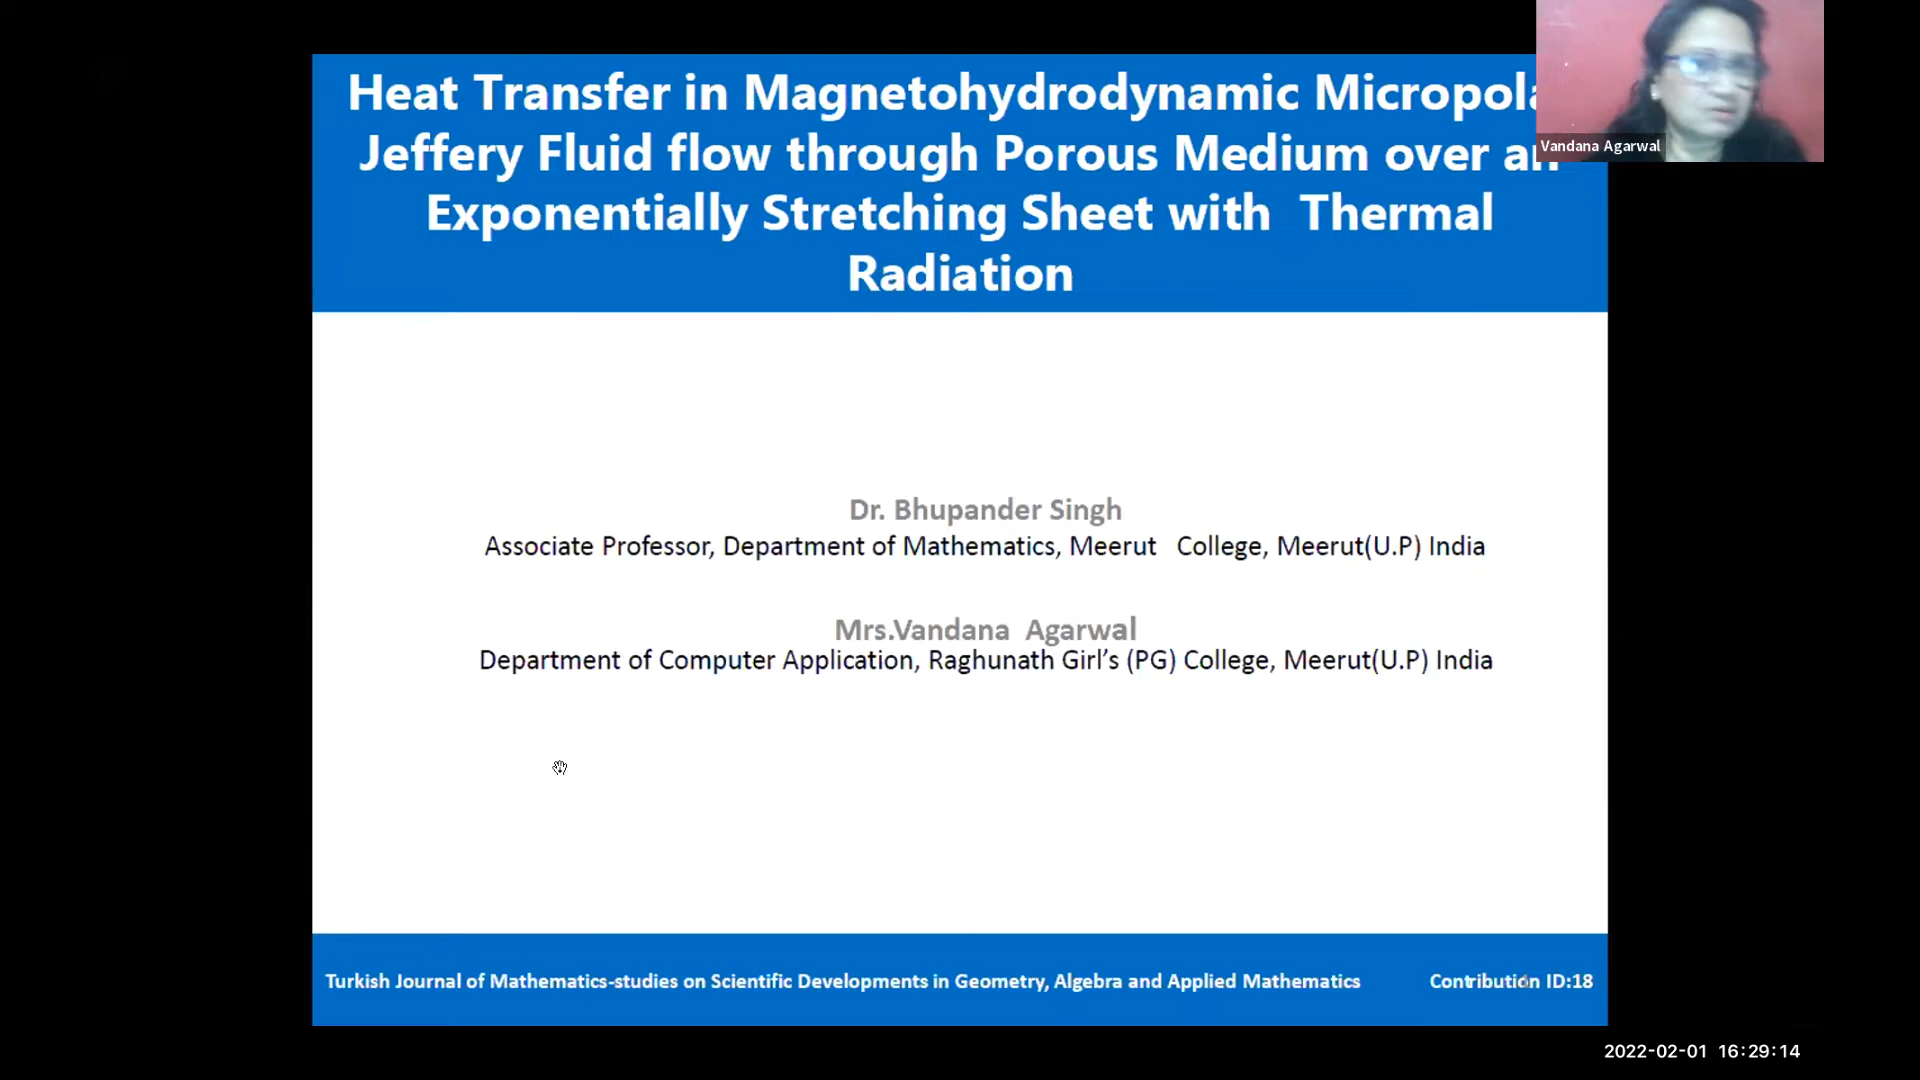 Heat Transfer in Magnetohydrodynamic
Jeffery Fluid flow through Porous Medium over
Exponentially Stretching Sheet with Thermal
Radiation
Vandana Agarwal
Dr. Bhupander Singh
Associate Professor, Department of Mathematics, Meerut College, Meerut(U.P) India
Mrs.Vandana Agarwal
Department of Computer Application, Raghunath Girl’s (PG) College, Meerut(U.P) India
Turkish Journal of Mathematics-studies on Scientific Developments in Geometry, Algebra and Applied Mathematics
Contribution ID:18
2022-02-01 16:29:14